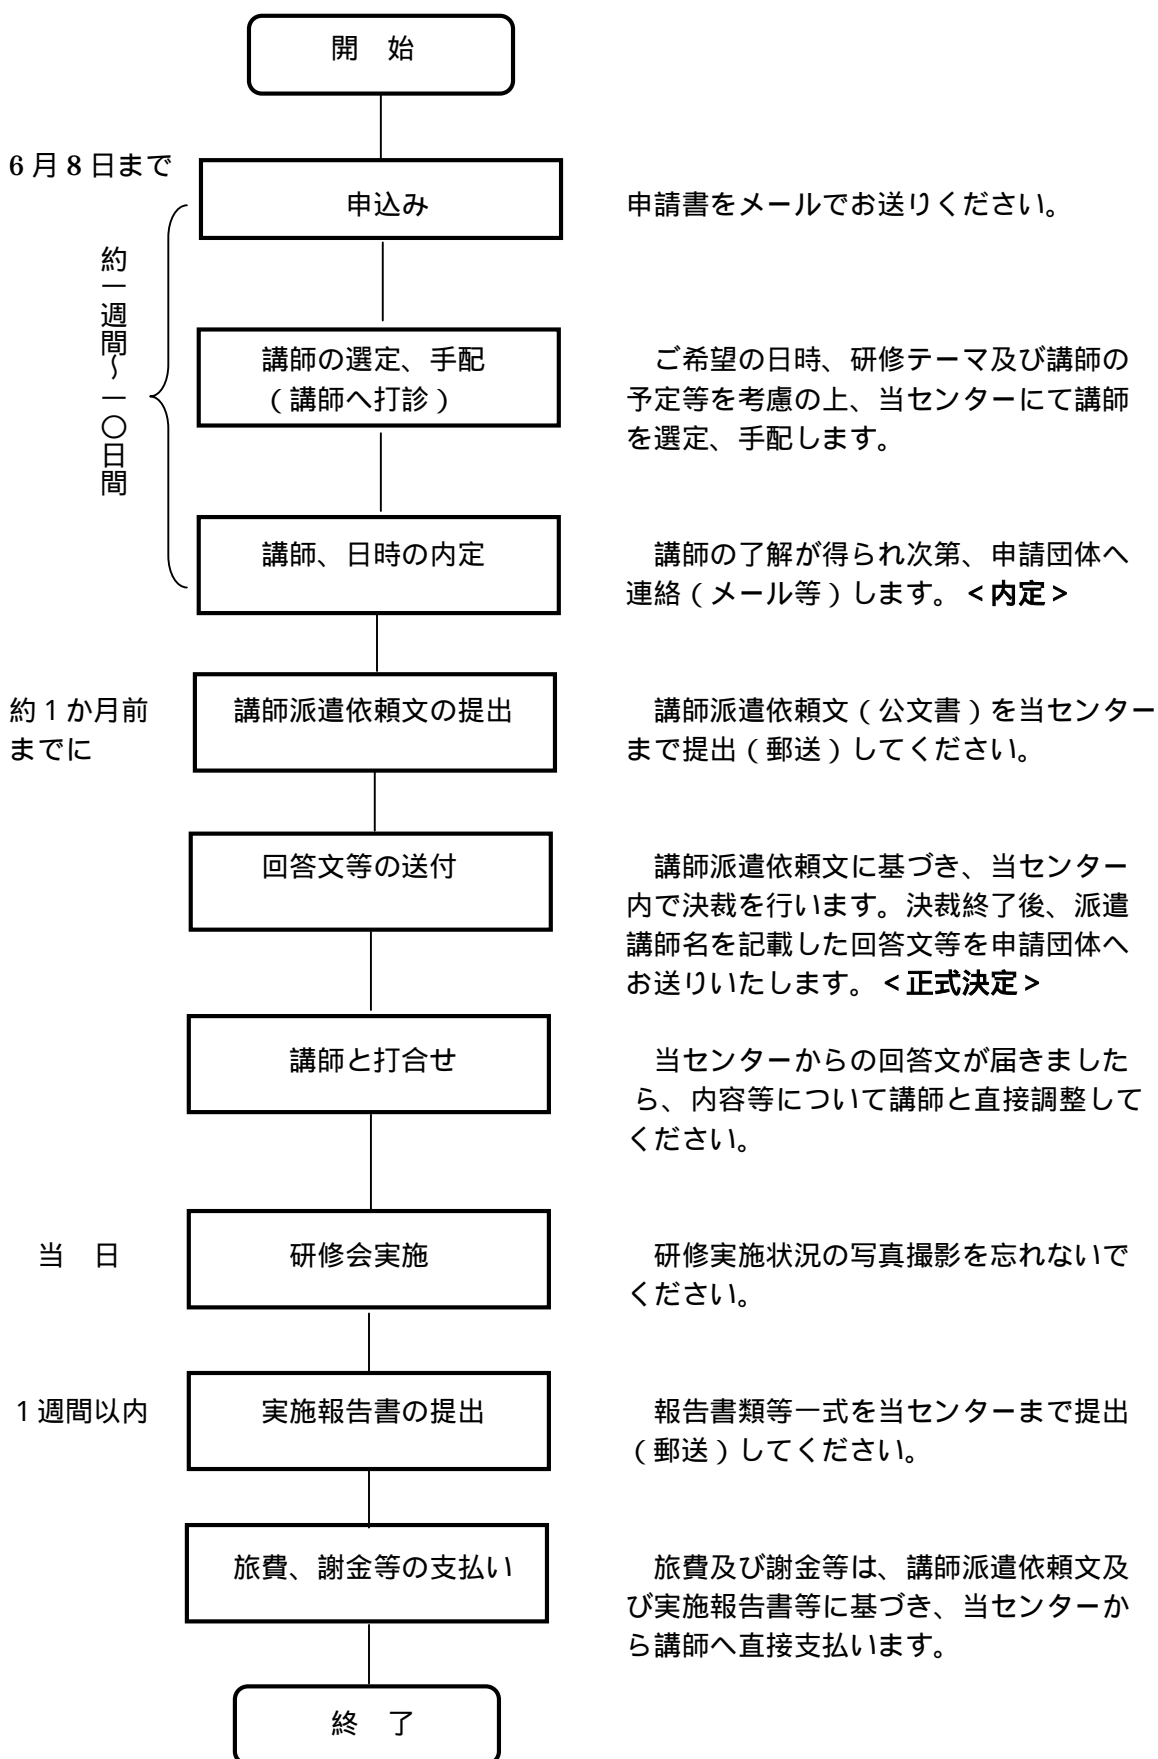 開　始
6月8日まで
申込み
申請書をメールでお送りください。
約一週間～一〇日間
講師の選定、手配
（講師へ打診）
ご希望の日時、研修テーマ及び講師の
予定等を考慮の上、当センターにて講師
を選定、手配します。
講師、日時の内定
講師の了解が得られ次第、申請団体へ
連絡（メール等）します。＜内定＞
約1か月前
までに
講師派遣依頼文の提出
講師派遣依頼文（公文書）を当センター
まで提出（郵送）してください。
回答文等の送付
講師派遣依頼文に基づき、当センター
内で決裁を行います。決裁終了後、派遣
講師名を記載した回答文等を申請団体へ
お送りいたします。＜正式決定＞
講師と打合せ
当センターからの回答文が届きました
ら、内容等について講師と直接調整して
ください。
当　日
研修会実施
研修実施状況の写真撮影を忘れないで
ください。
1週間以内
実施報告書の提出
報告書類等一式を当センターまで提出
（郵送）してください。
旅費、謝金等の支払い
旅費及び謝金等は、講師派遣依頼文及
び実施報告書等に基づき、当センターか
ら講師へ直接支払います。
終　了